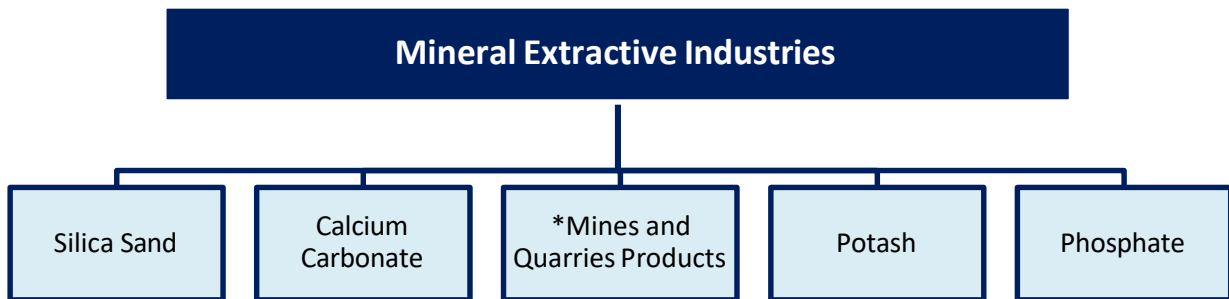 Mineral Extractive Industries
Silica Sand
Calcium
Carbonate
*Mines and
Quarries Products
Potash
Phosphate